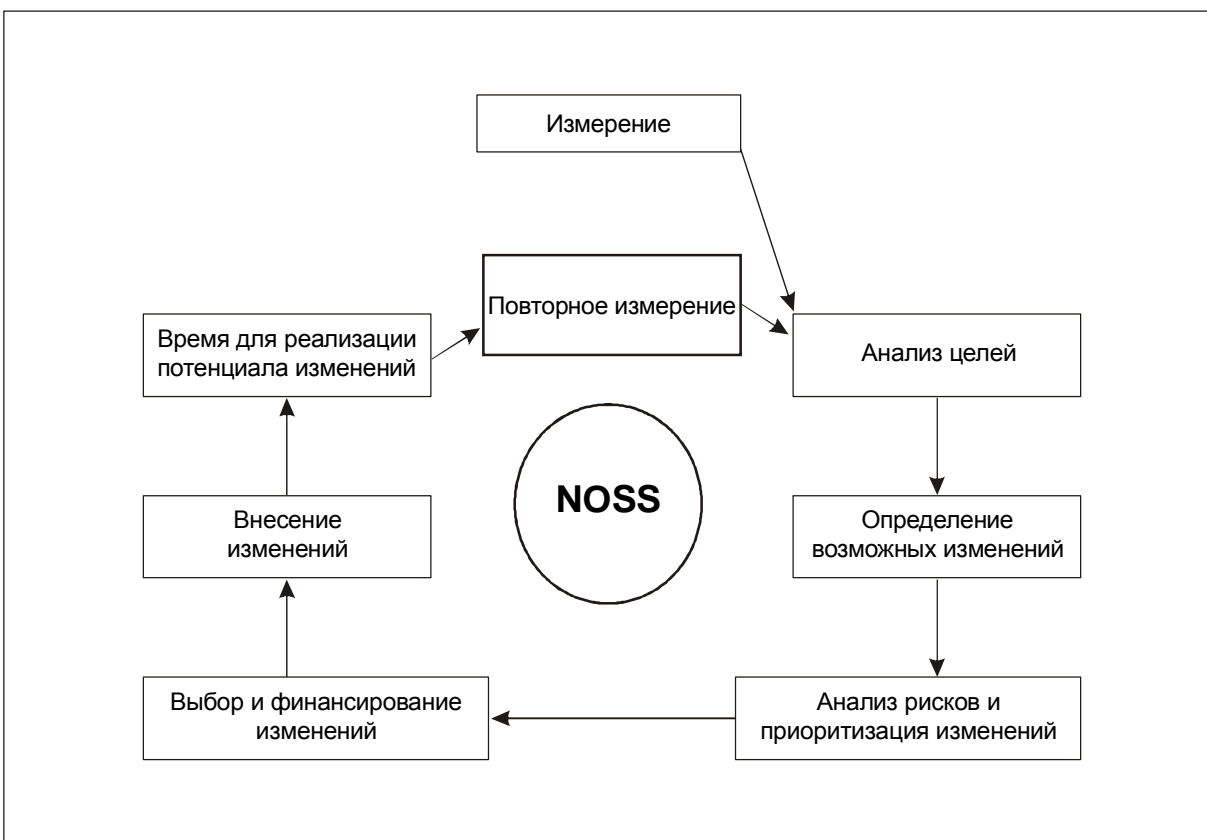 Измерение
Повторное измерение
Время для реализации
потенциала изменений
Анализ целей
NOSS
Внесение
изменений
Определение
возможных изменений
Выбор и финансирование
изменений
Анализ рисков и
приоритизация изменений